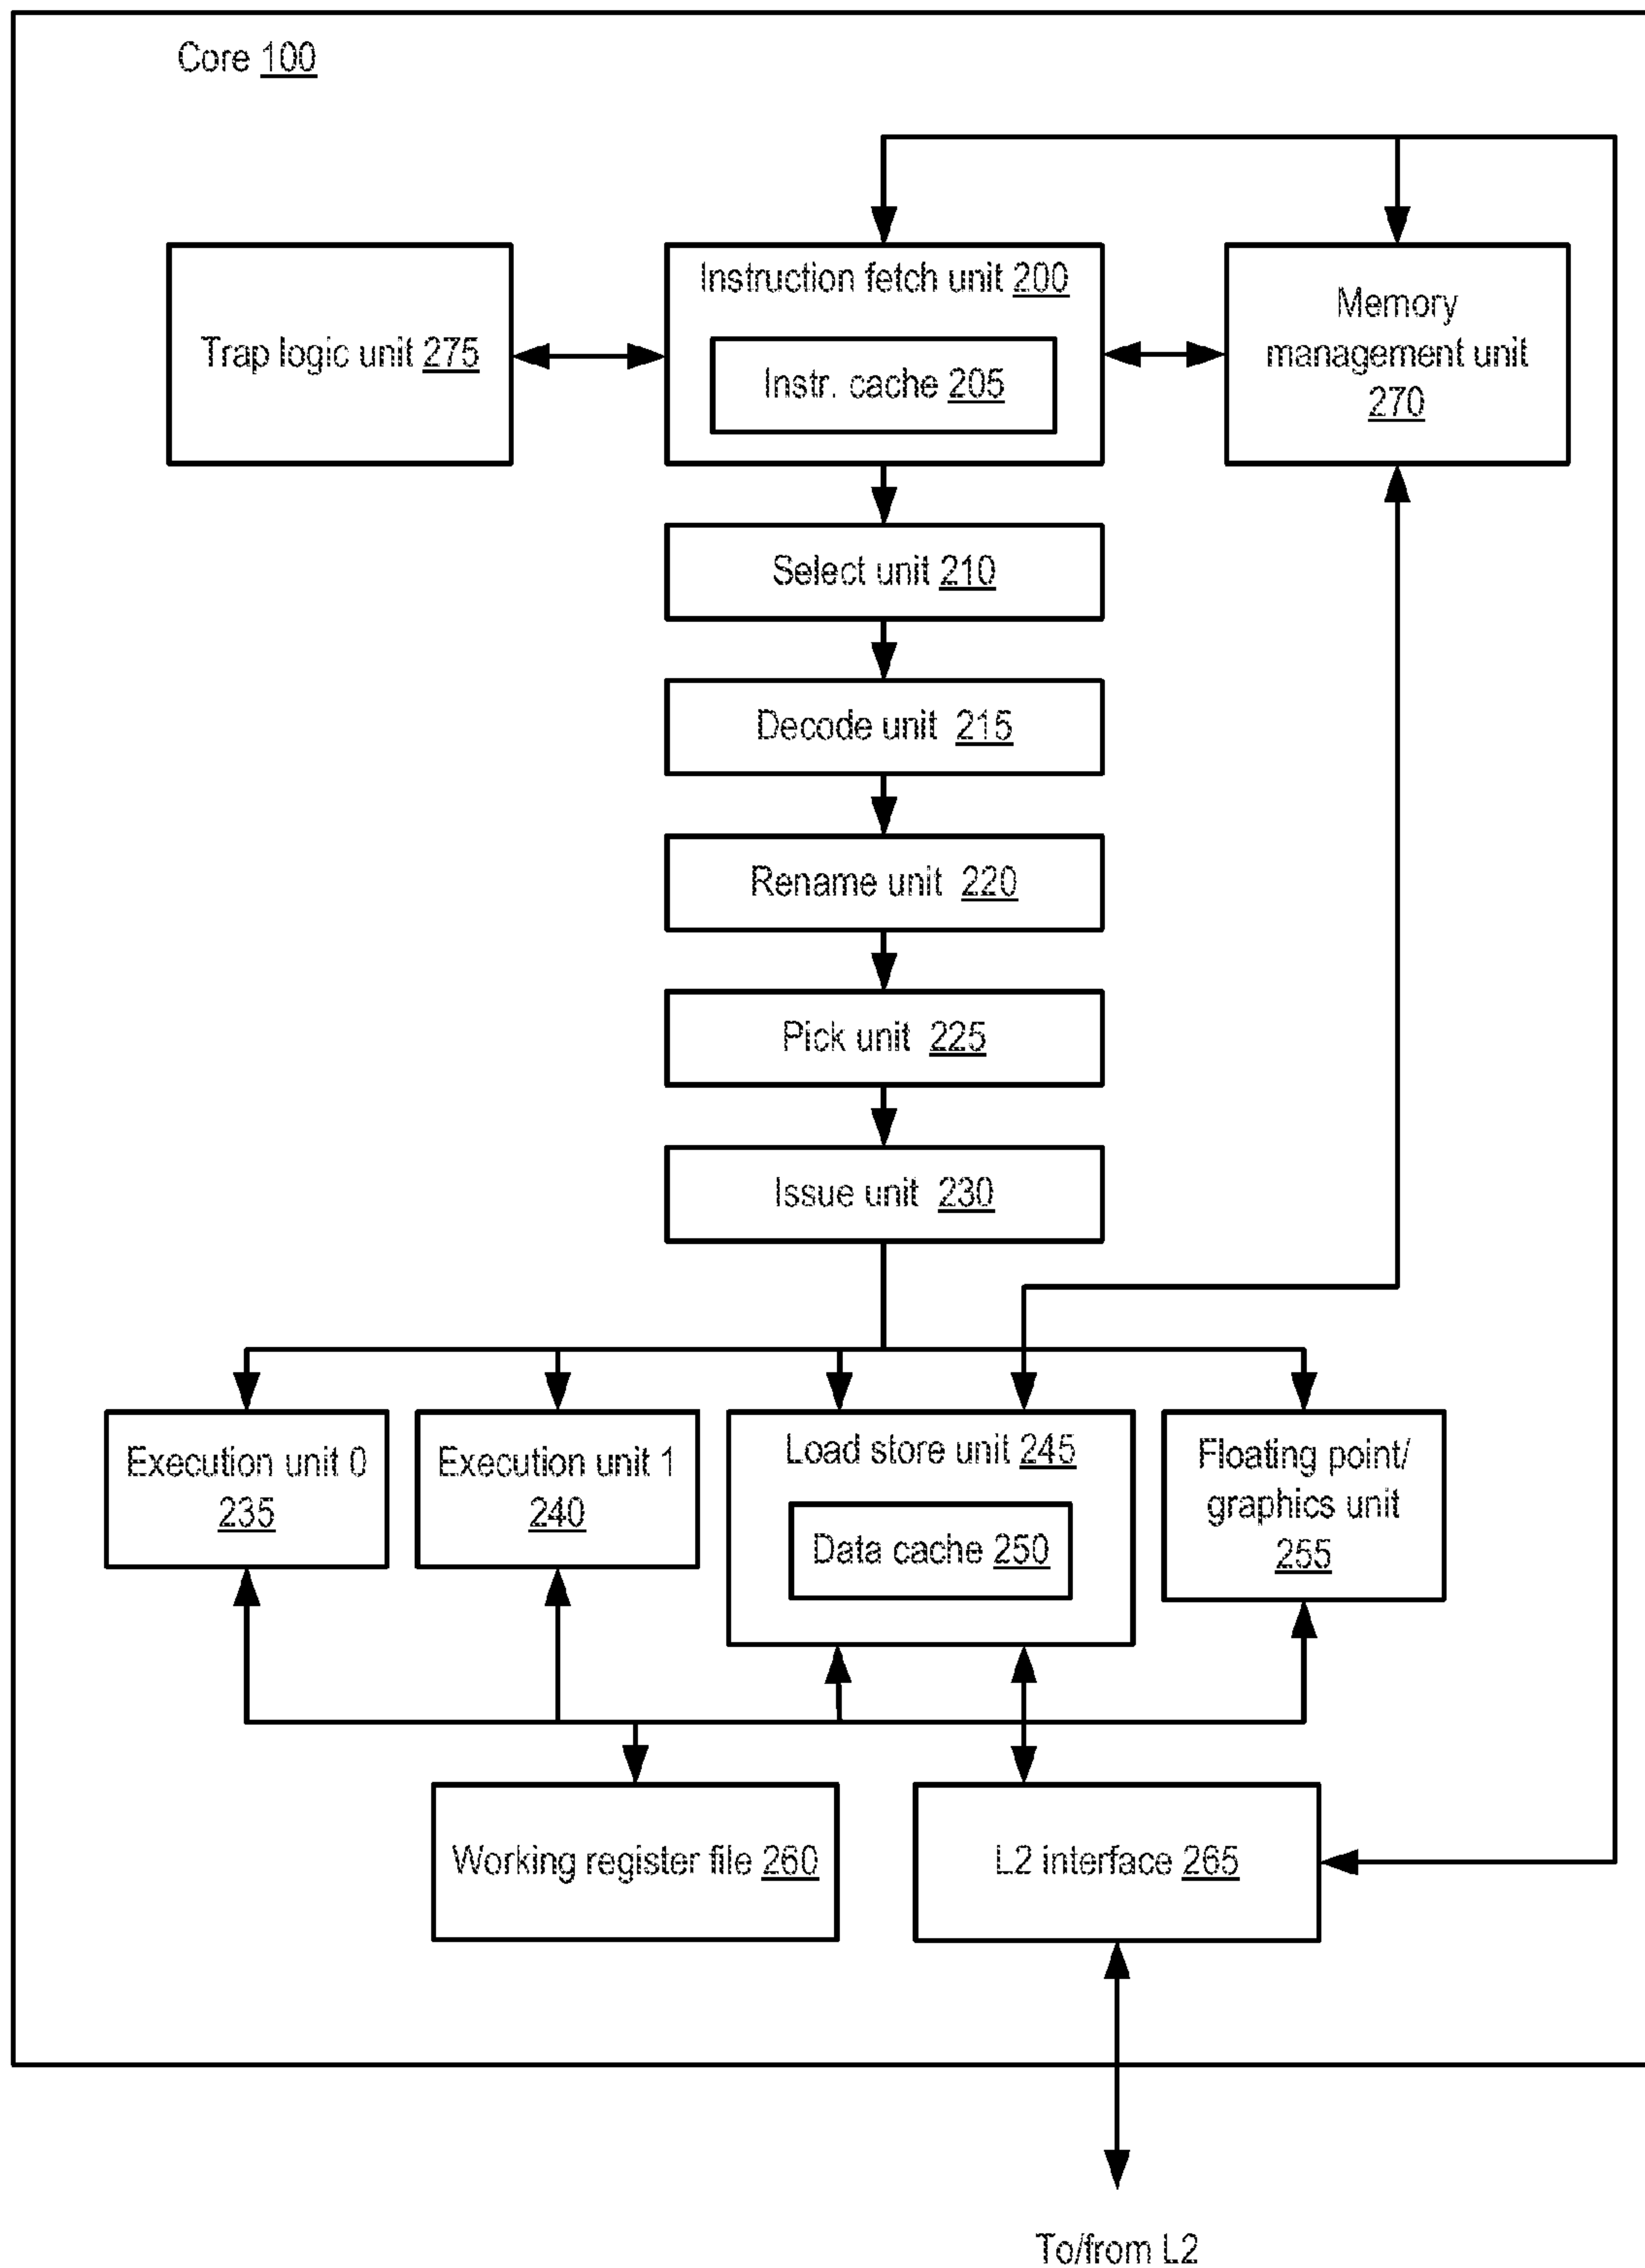 Core 100
Trap logic unit 275
Instruction fetch unit 200
Instr. cache 205
Memory
management unit
270
Select unit 210
Decode unit 215
Rename unit 220
Pick unit 225
Issue unit 230
Execution unit 0
235
Execution unit 1
240
Load store unit 245
Data cache 250
Floating point/
graphics unit
255
Working register file 260
L2 interface 265
To/from L2